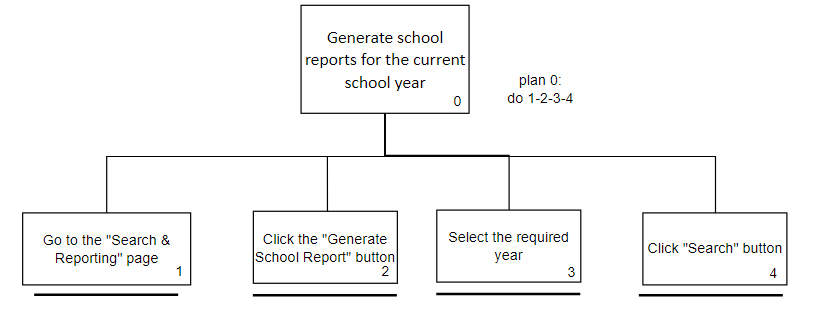 Generate school
reports for the current
school year
0
plan 0:
do 1-2-3-4
Go to the "Search &
Reporting" page
1
Click the "Generate
School Report" button
2
Select the required
year
3
Click "Search" button
4